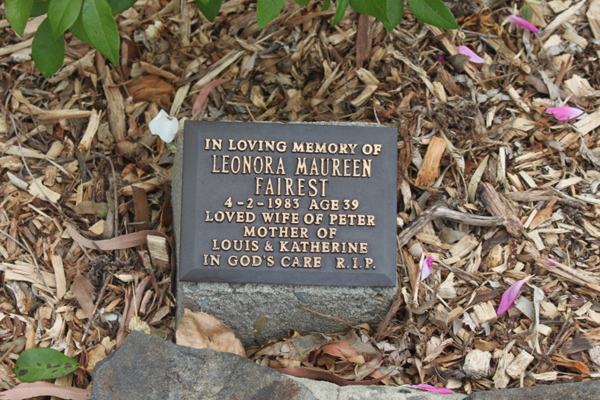 IN LOVING MEMORY OF
LEONORA MAUREEN
FAIREST
4-2-1983 AGE 39
LOVED WIFE OF PETER
MOTHER OF
LOUIS & KATHERINE
IN GOD'S CARE R.I.P.